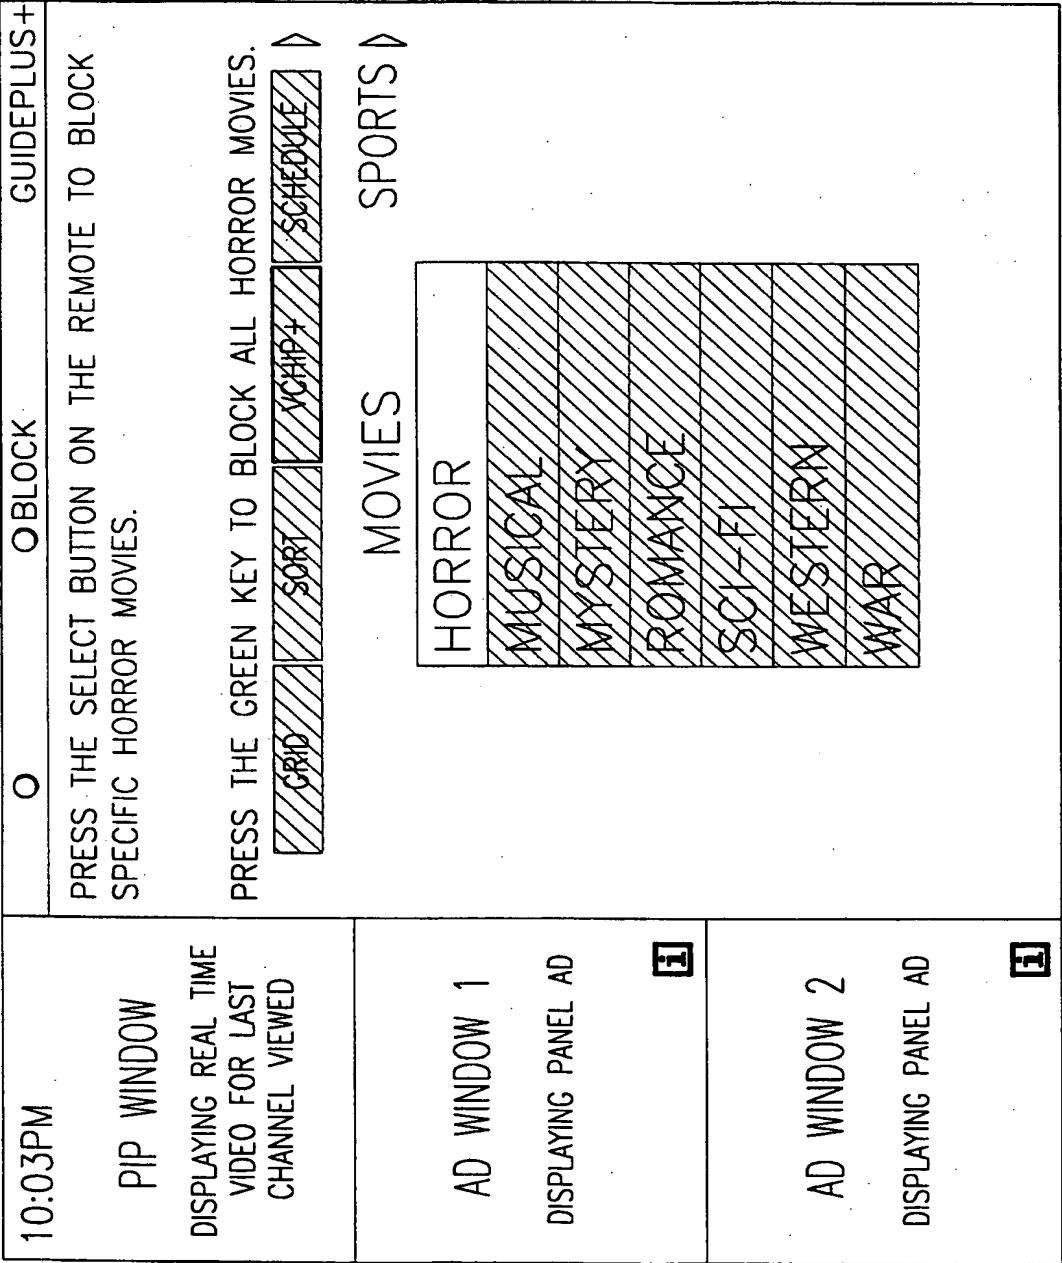 10:03PM
O
O BLOCK
GUIDEPLUS+
PIP WINDOW
DISPLAYING REAL TIME
VIDEO FOR LAST
CHANNEL VIEWED
AD WINDOW 1
DISPLAYING PANEL AD
i
AD WINDOW 2
DISPLAYING PANEL AD
i
PRESS THE SELECT BUTTON ON THE REMOTE TO BLOCK
SPECIFIC HORROR MOVIES.
PRESS THE GREEN KEY TO BLOCK ALL HORROR MOVIES.
GRID SORT VCHIP+ SCHEDULE
MOVIES SPORTS
HORROR
MUSICAL
MYSTERY
ROMANCE
SCI-FI
WESTERN
WAR